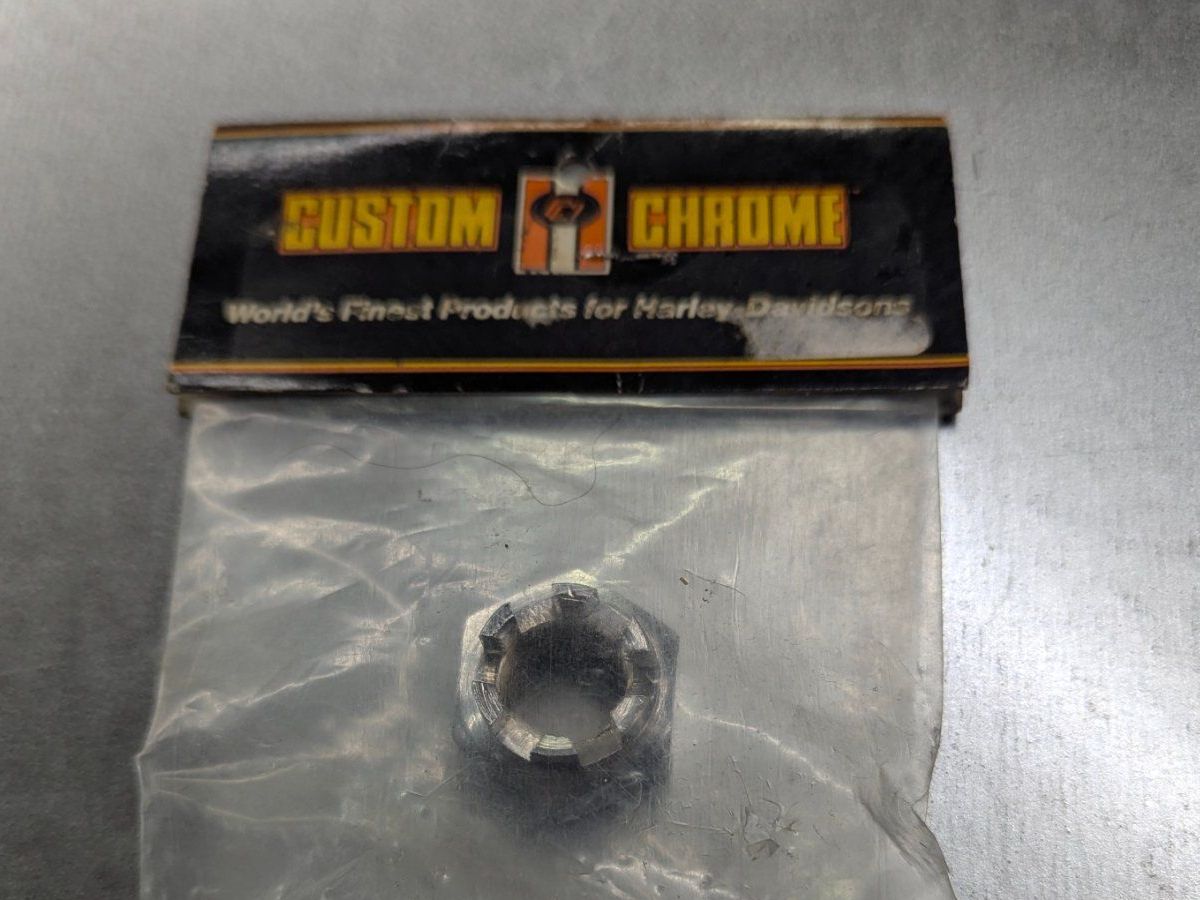 CUSTOM CHROME
World's Finest Products for Harley-Davidsons